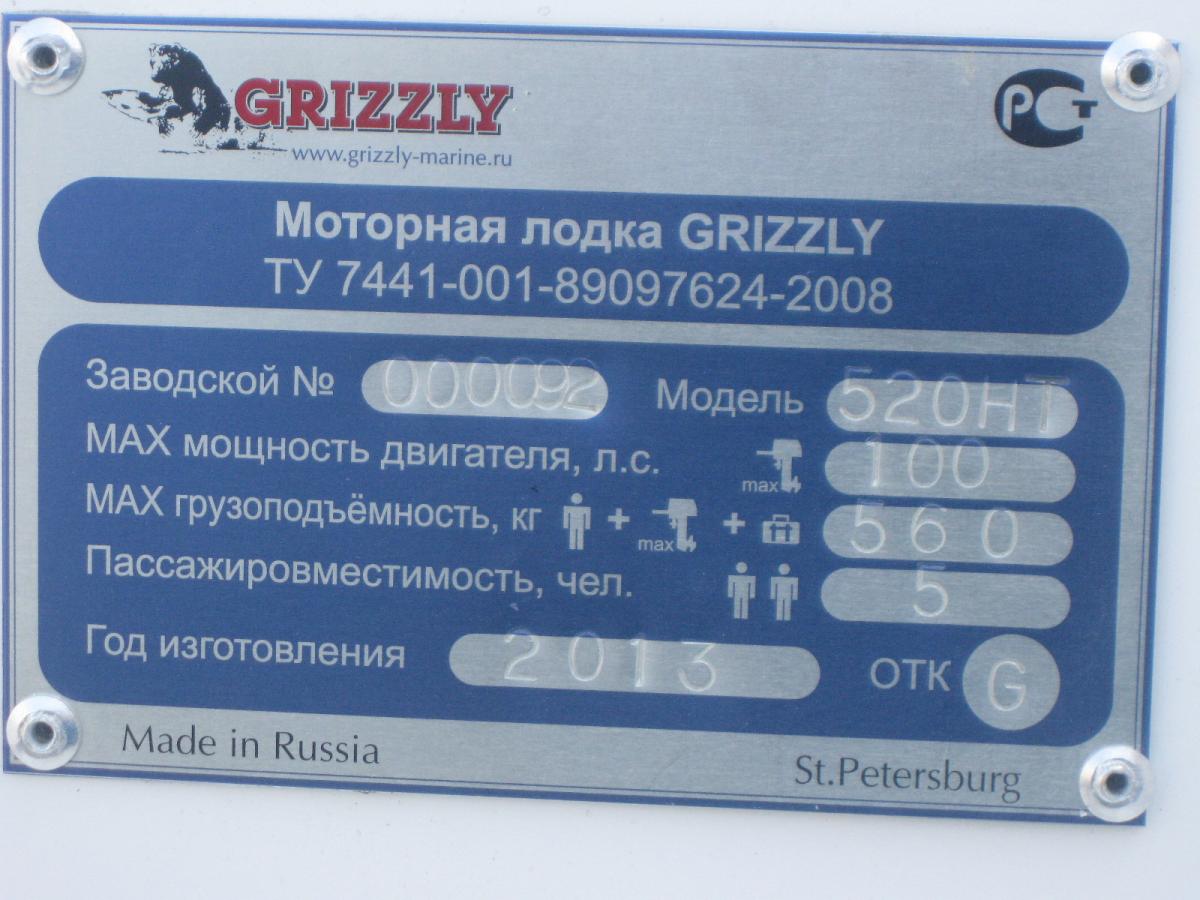 GRIZZLY
www.grizzly-marine.ru
РСТ
Моторная лодка GRIZZLY
ТУ 7441-001-89097624-2008
Заводской № 000092 Модель 520HT
МАХ мощность двигателя, л.с. max 100
МАХ грузоподъёмность, кг + max + 560
Пассажировместимость, чел. 5
Год изготовления 2013 ОТК G
Made in Russia St.Petersburg